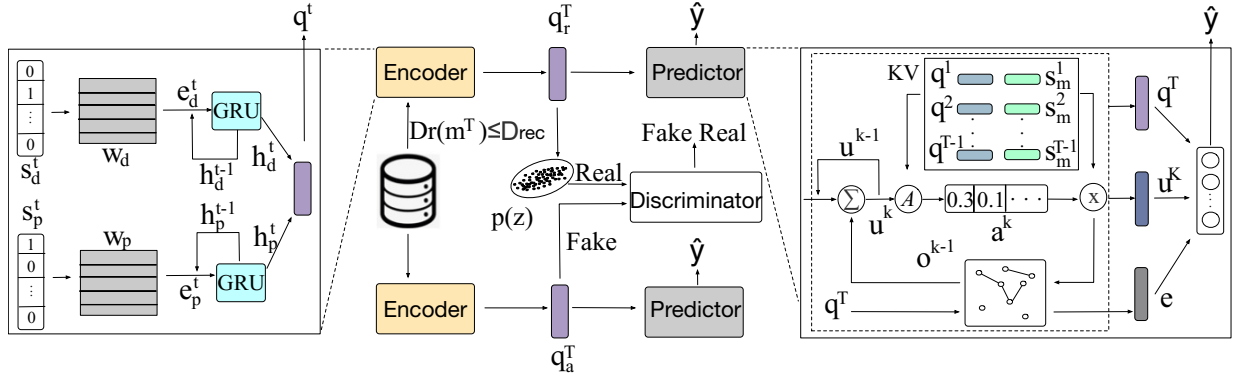 q^t
0
1
⋮
0
s_d^t
W_d
e_d^t
GRU
h_d^{t-1}
h_d^t
s_p^t
1
0
⋮
0
W_p
e_p^t
GRU
h_p^{t-1}
h_p^t
Encoder
q_r^T
ŷ
Predictor
Dr(m^T)≤D_rec
Fake Real
Real
p(z)
Discriminator
Fake
ŷ
Encoder
q_a^T
Predictor
KV
q^1 s_m^1
q^2 s_m^2
q^{T-1} s_m^{T-1}
u^{k-1}
Σ
u^k
A
0.3 0.1 · · ·
a^k
x
o^{k-1}
q^T
q^T
u^K
e
ŷ